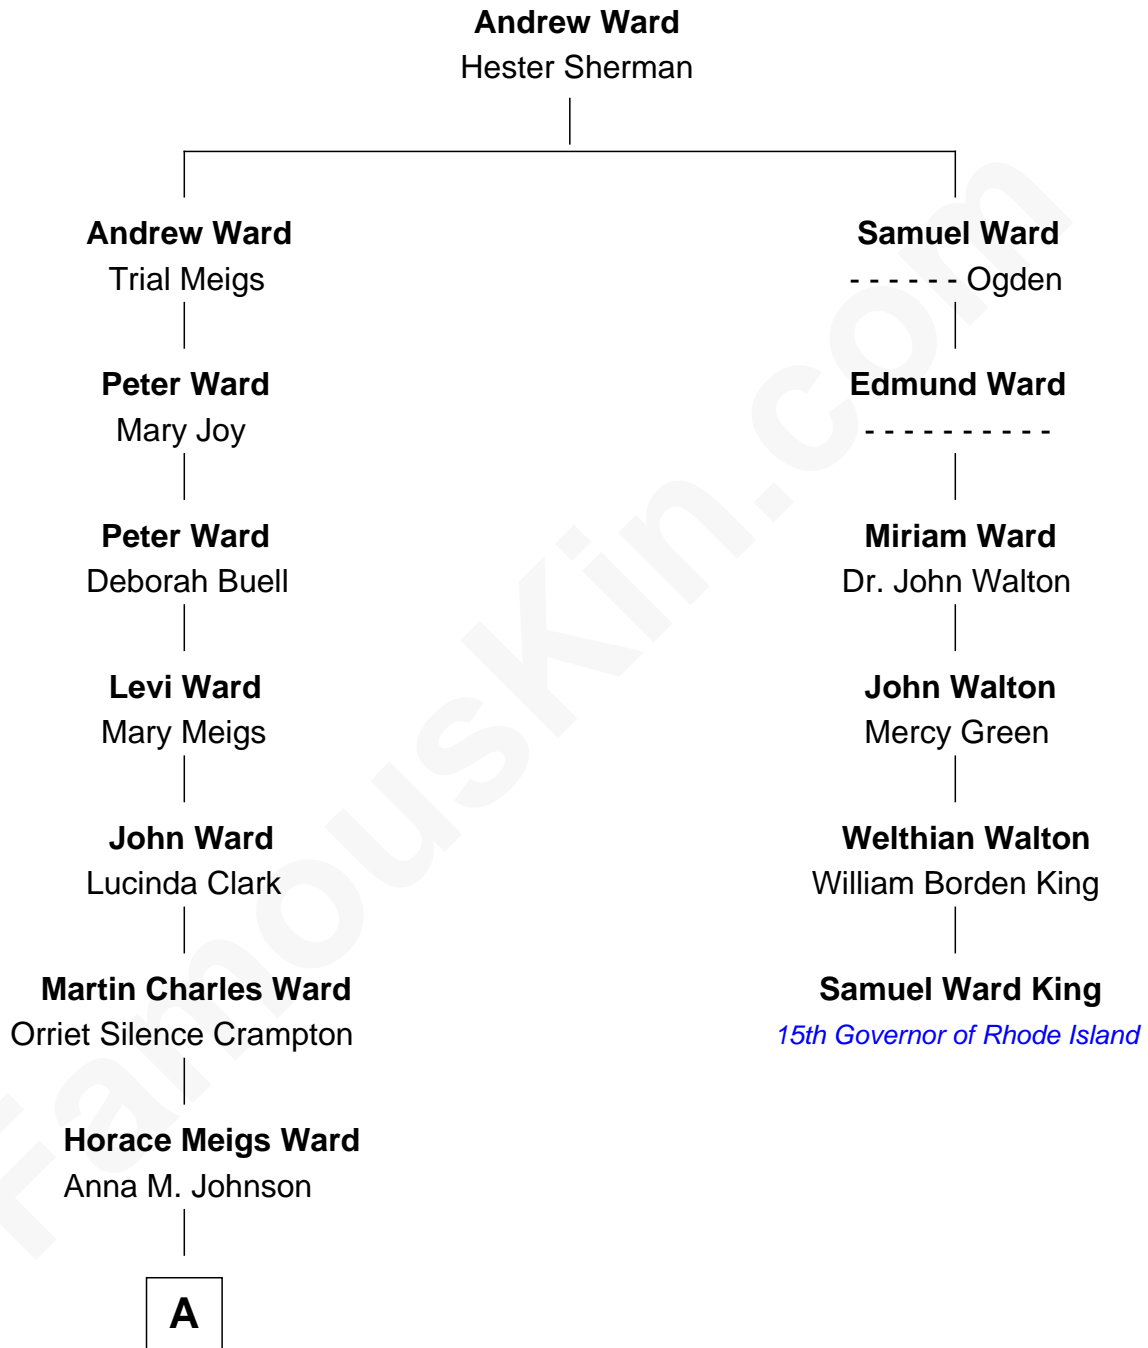 Andrew Ward
Hester Sherman
Andrew Ward
Trial Meigs
Samuel Ward
- - - - - - Ogden
Peter Ward
Mary Joy
Edmund Ward
- - - - - - - - - -
Peter Ward
Deborah Buell
Miriam Ward
Dr. John Walton
Levi Ward
Mary Meigs
John Walton
Mercy Green
John Ward
Lucinda Clark
Welthian Walton
William Borden King
Martin Charles Ward
Orriet Silence Crampton
Samuel Ward King
15th Governor of Rhode Island
Horace Meigs Ward
Anna M. Johnson
A
FamousKin.com